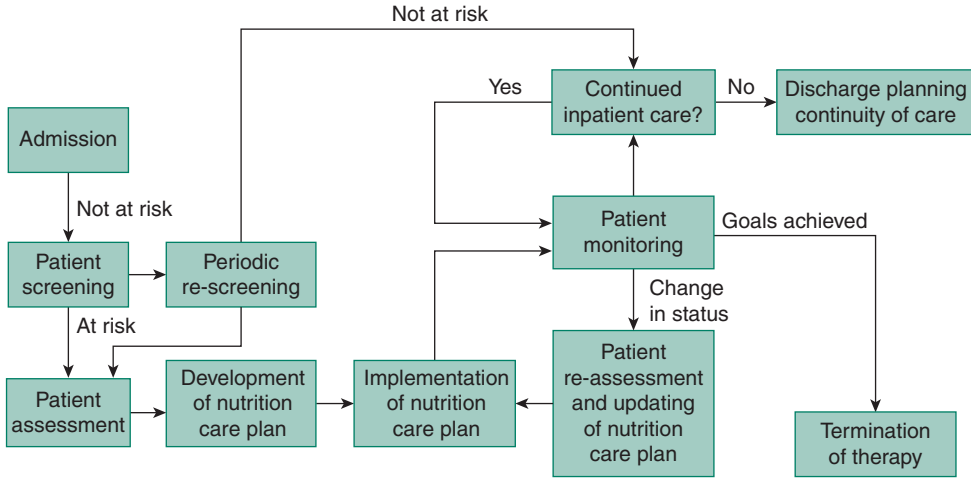 Not at risk
Yes
Continued
inpatient care?
No
Discharge planning
continuity of care
Admission
Not at risk
Patient
monitoring
Goals achieved
Patient
screening
Periodic
re-screening
Change
in status
At risk
Patient
assessment
Development
of nutrition
care plan
Implementation
of nutrition
care plan
Patient
re-assessment
and updating
of nutrition
care plan
Termination
of therapy